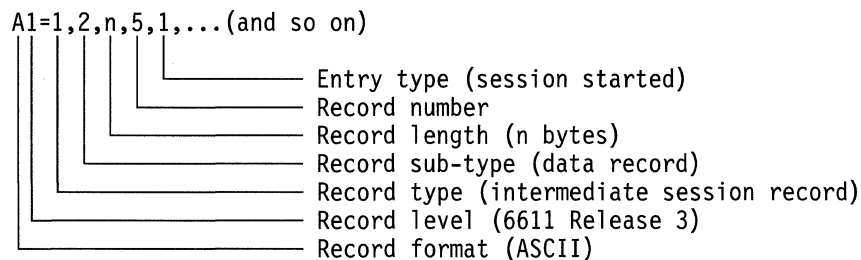 A1=1,2,n,5,1,...(and so on)
Entry type (session started)
Record number
Record length (n bytes)
Record sub-type (data record)
Record type (intermediate session record)
Record level (6611 Release 3)
Record format (ASCII)